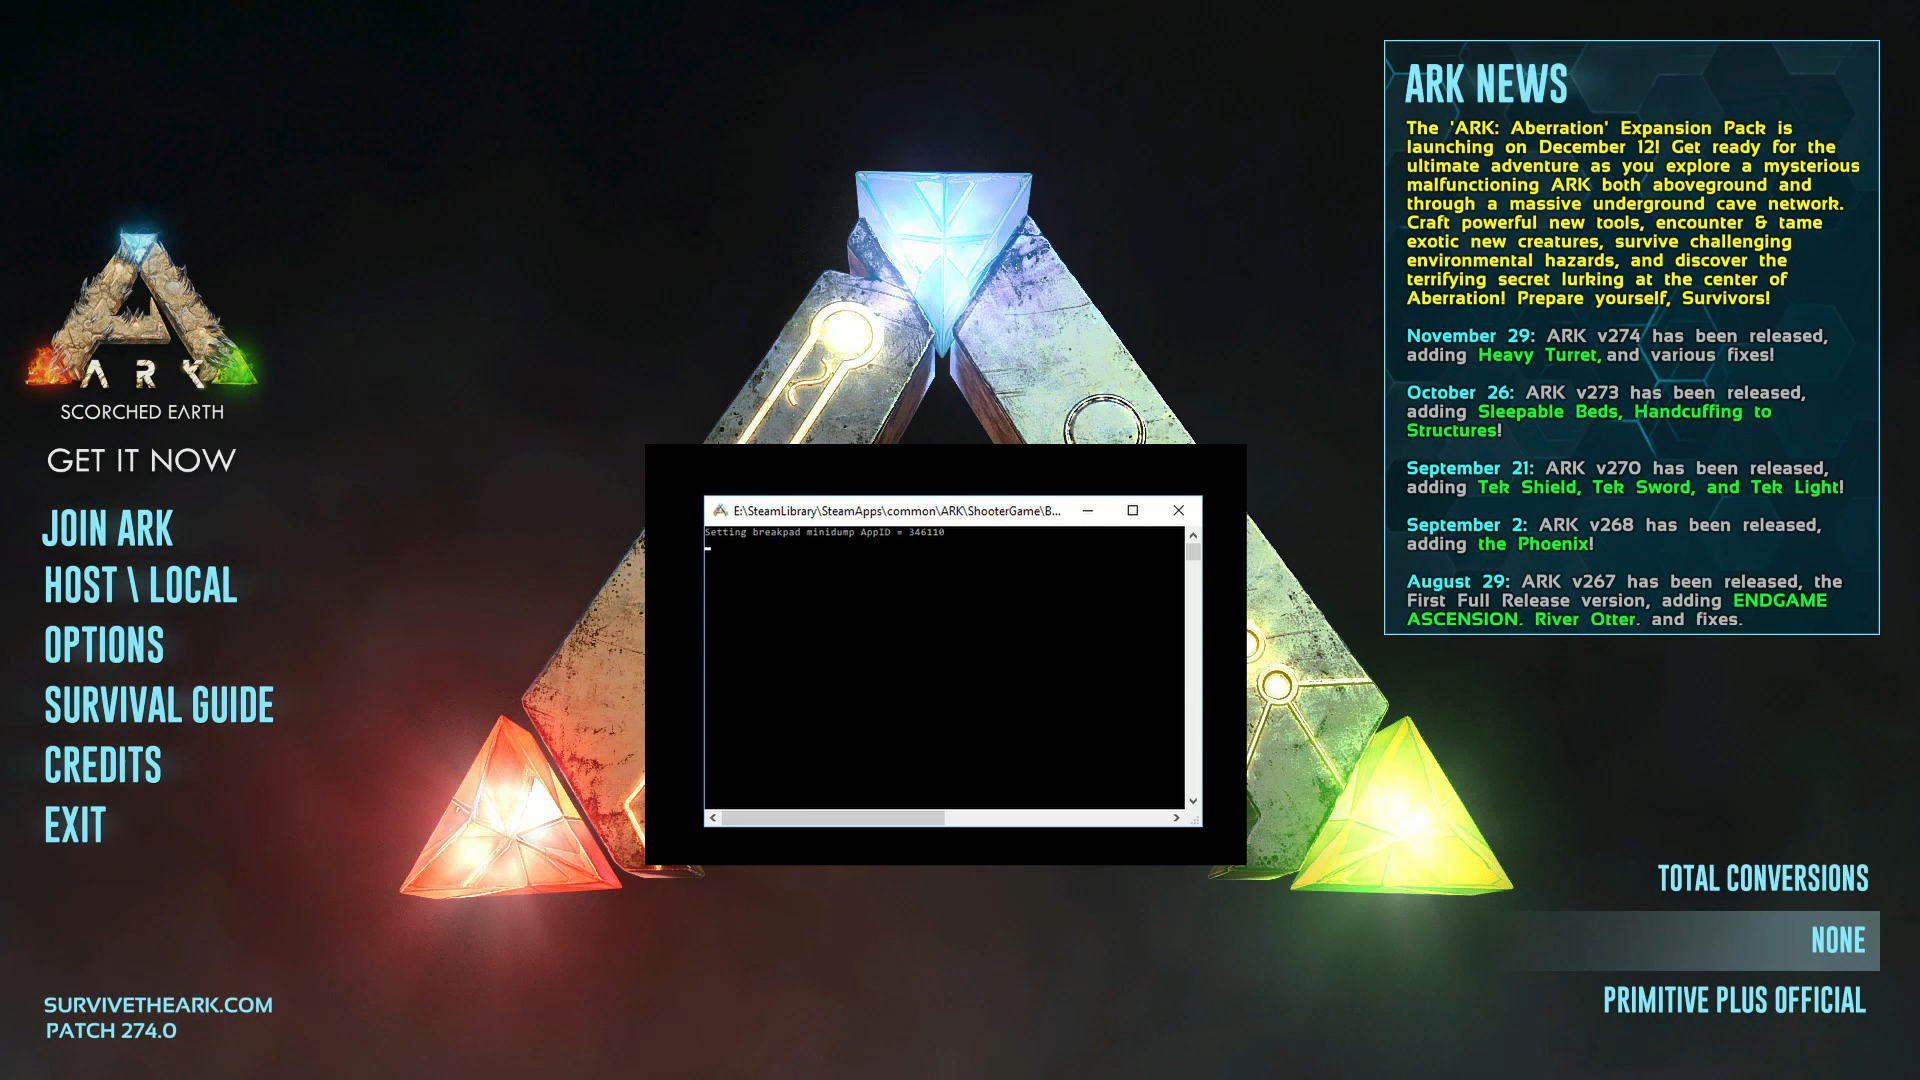 ARK
SCORCHED EARTH
GET IT NOW
JOIN ARK
HOST \ LOCAL
OPTIONS
SURVIVAL GUIDE
CREDITS
EXIT
SURVIVETHEARK.COM
PATCH 274.0
E:\SteamLibrary\SteamApps\common\ARK\ShooterGame\B...
Setting breakpad minidump AppID = 346110
ARK NEWS
The 'ARK: Aberration' Expansion Pack is
launching on December 12! Get ready for the
ultimate adventure as you explore a mysterious
malfunctioning ARK both aboveground and
through a massive underground cave network.
Craft powerful new tools, encounter & tame
exotic new creatures, survive challenging
environmental hazards, and discover the
terrifying secret lurking at the center of
Aberration! Prepare yourself, Survivors!
November 29: ARK v274 has been released,
adding Heavy Turret, and various fixes!
October 26: ARK v273 has been released,
adding Sleepable Beds, Handcuffing to
Structures!
September 21: ARK v270 has been released,
adding Tek Shield, Tek Sword, and Tek Light!
September 2: ARK v268 has been released,
adding the Phoenix!
August 29: ARK v267 has been released, the
First Full Release version, adding ENDGAME
ASCENSION, River Otter, and fixes.
TOTAL CONVERSIONS
NONE
PRIMITIVE PLUS OFFICIAL